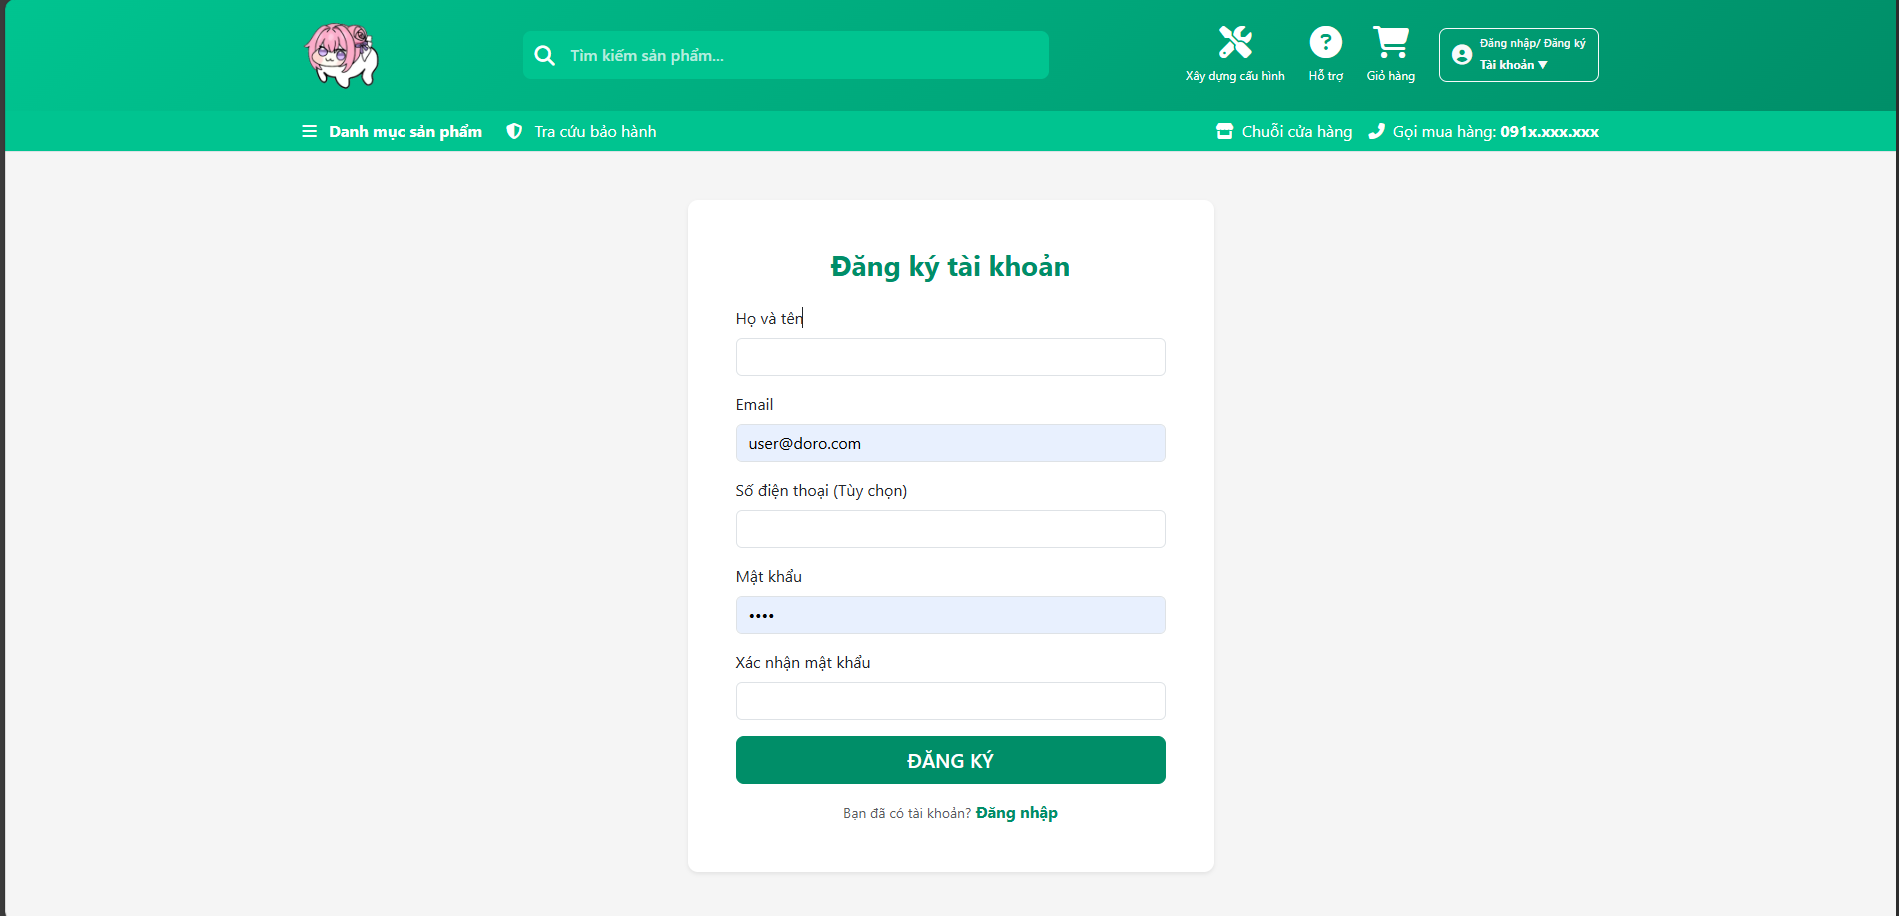 Tìm kiếm sản phẩm...
Xây dựng cấu hình
Hỗ trợ
Giỏ hàng
Đăng nhập/ Đăng ký
Tài khoản ▼
Danh mục sản phẩm
Tra cứu bảo hành
Chuỗi cửa hàng
Gọi mua hàng: 091x.xxx.xxx
Đăng ký tài khoản
Họ và tên
Email
user@doro.com
Số điện thoại (Tùy chọn)
Mật khẩu
••••
Xác nhận mật khẩu
ĐĂNG KÝ
Bạn đã có tài khoản? Đăng nhập